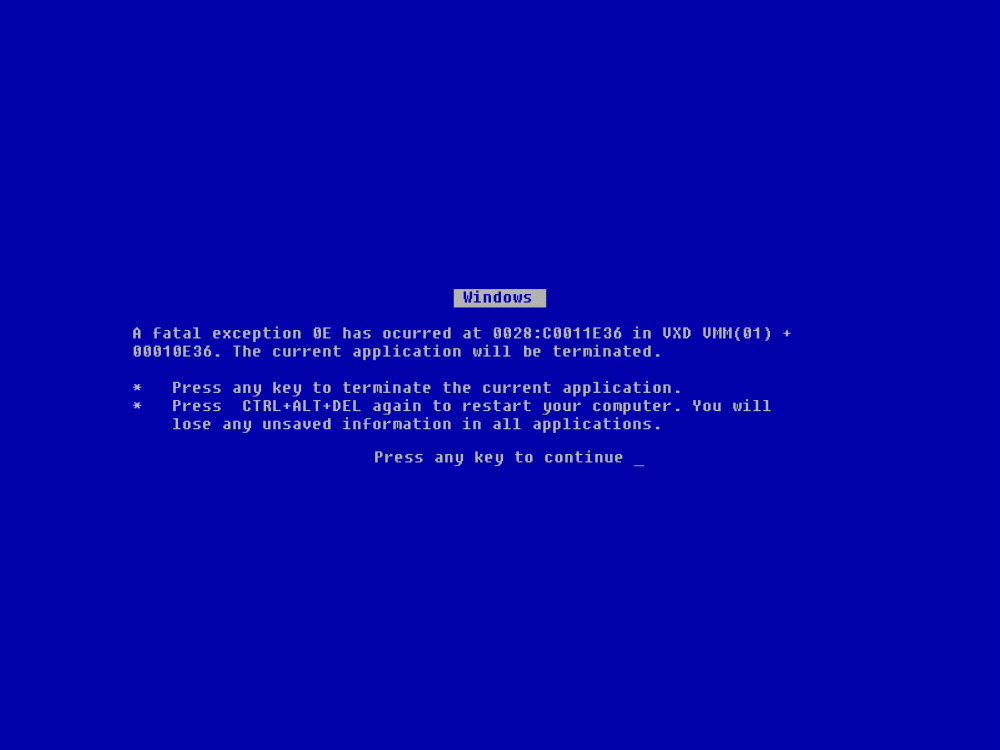 Windows
A fatal exception 0E has ocurred at 0028:C0011E36 in VXD VMM(01) +
00010E36. The current application will be terminated.
* Press any key to terminate the current application.
* Press CTRL+ALT+DEL again to restart your computer. You will
lose any unsaved information in all applications.
Press any key to continue _